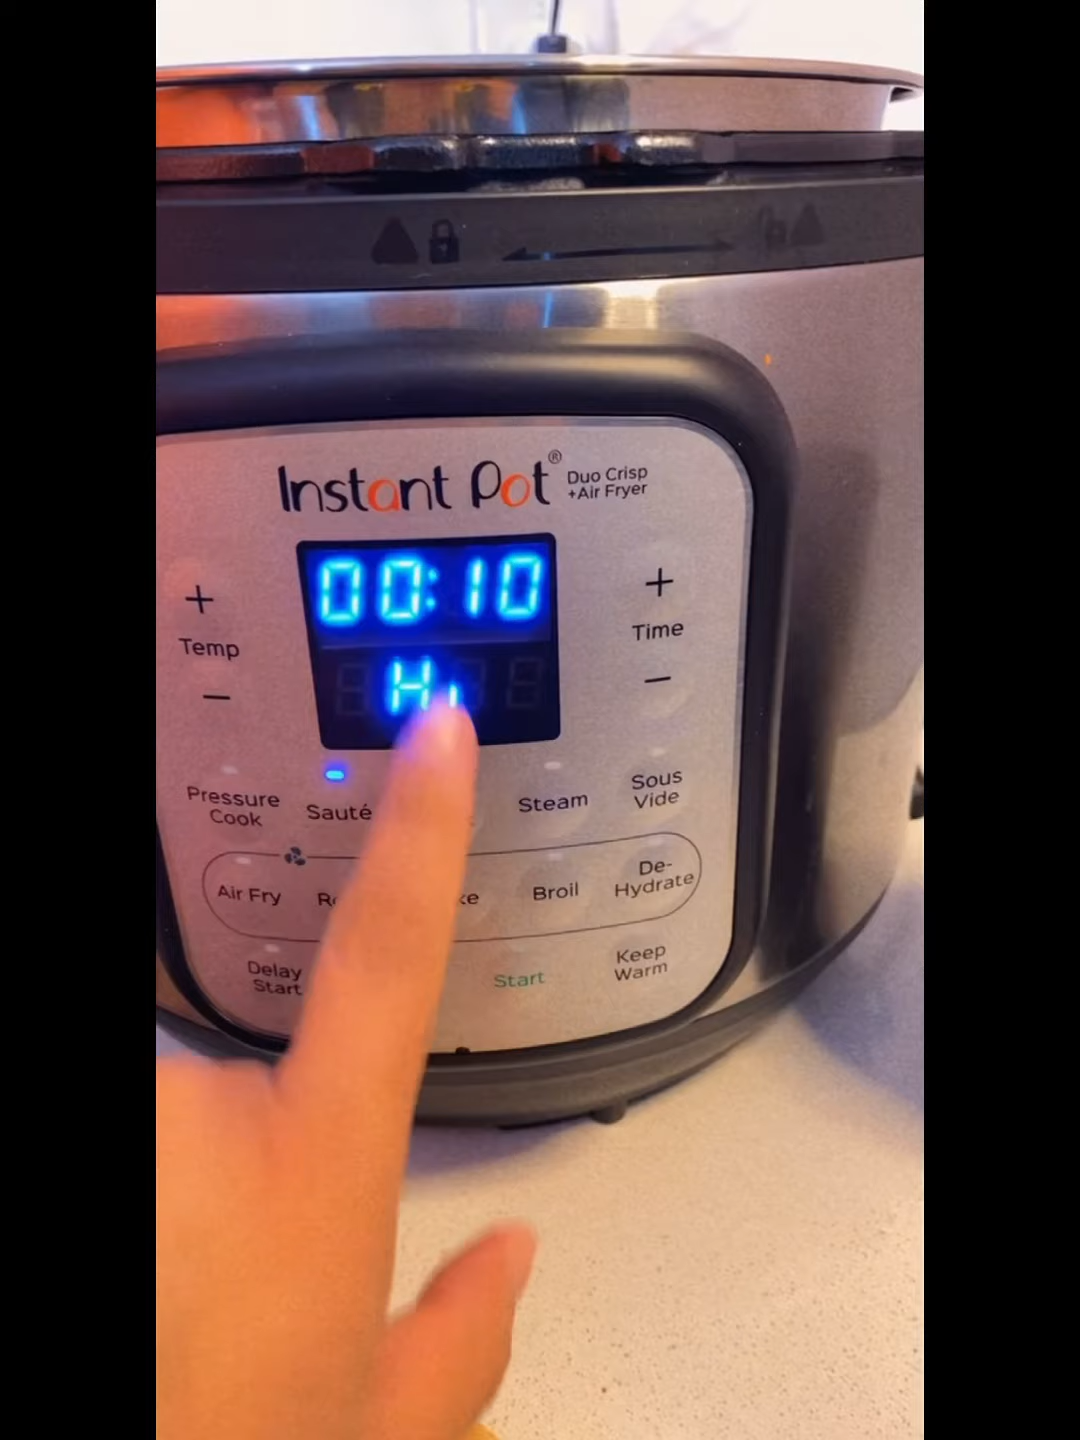 Instant Pot® Duo Crisp
+Air Fryer
00:10
+
+
Temp
Time
Hi
−
−
Pressure
Cook
Sauté
Steam
Sous
Vide
Air Fry
Broil
De-
Hydrate
Delay
Start
Start
Keep
Warm